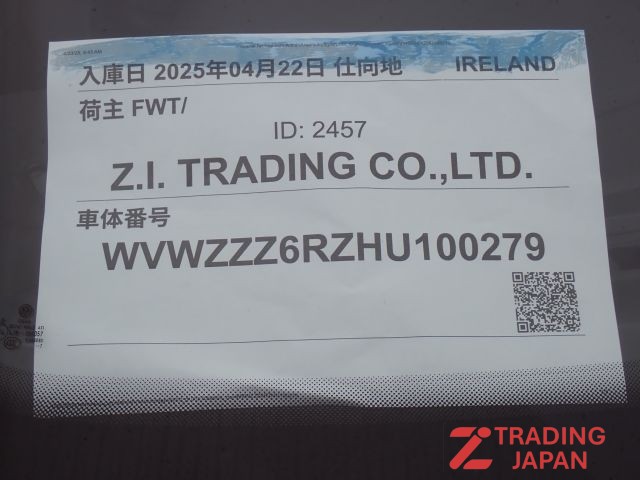 入庫日 2025年04月22日 仕向地 IRELAND
荷主 FWT/
ID: 2457
Z.I. TRADING CO.,LTD.
車体番号
WVWZZZ6RZHU100279
TRADING
JAPAN